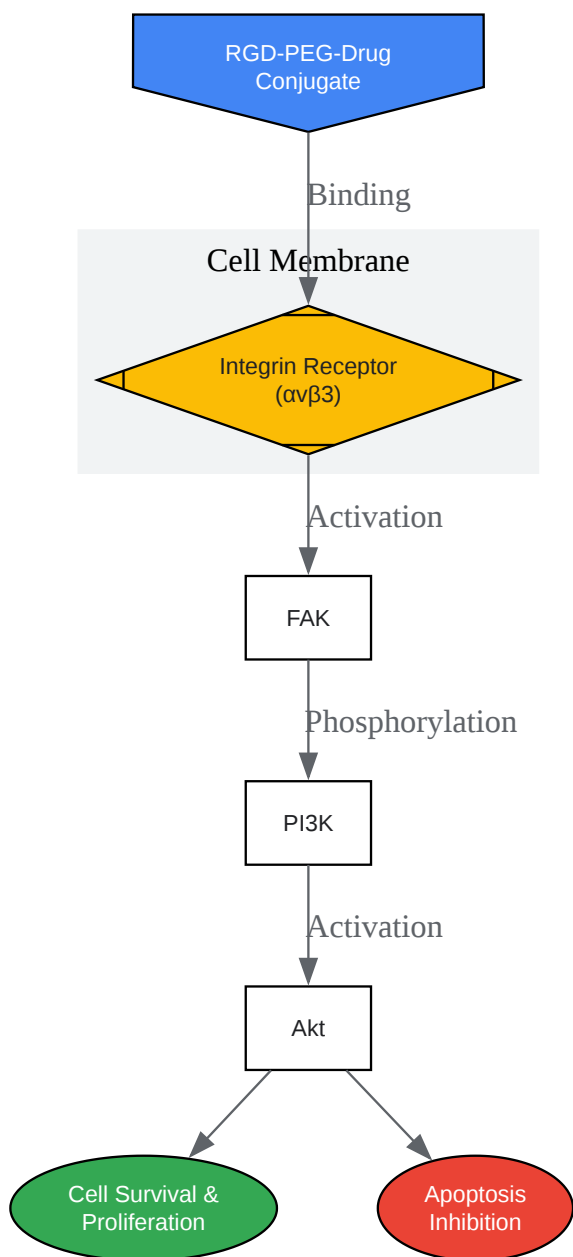 RGD-PEG-Drug
Conjugate
Binding
Cell Membrane
Integrin Receptor
(αvβ3)
Activation
FAK
Phosphorylation
PI3K
Activation
Akt
Cell Survival &
Proliferation
Apoptosis
Inhibition